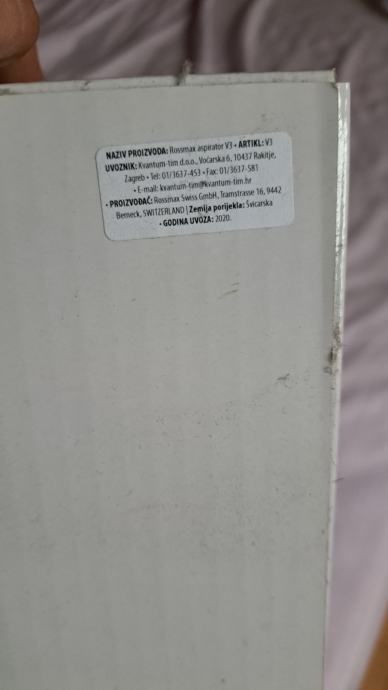 NAZIV PROIZVODA: Rossmax aspirator V3 • ARTIKL: V3
UVOZNIK: Kvantum-tim d.o.o., Voćarska 6, 10437 Rakitje,
Zagreb • Tel: 01/3637-453 • Fax: 01/3637-581
• E-mail: kvantum-tim@kvantum-tim.hr
• PROIZVOĐAČ: Rossmax Swiss GmbH, Tramstrasse 16, 9442
Berneck, SWITZERLAND | Zemlja porijekla: Švicarska
• GODINA UVOZA: 2020.